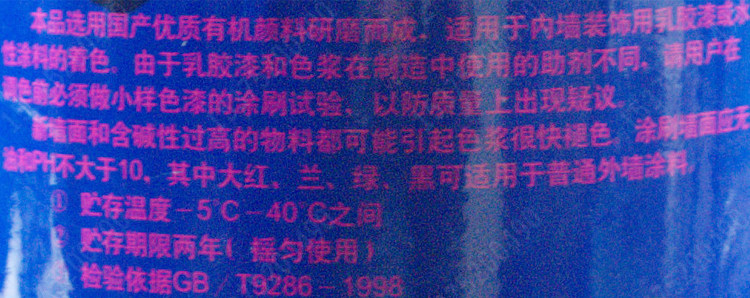 本品选用国产优质有机颜料研磨而成，适用于内墙装饰用乳胶漆或水
性涂料的着色。由于乳胶漆和色浆在制造中使用的助剂不同，请用户在
调色前必须做小样色漆的涂刷试验，以防质量上出现疑议。
新墙面和含碱性过高的物料都可能引起色浆很快褪色。涂刷墙面应无
油和PH不大于10，其中大红、兰、绿、黑可适用于普通外墙涂料。
① 贮存温度－5°C－40°C之间
② 贮存期限两年（摇匀使用）
检验依据GB／T9286－1998